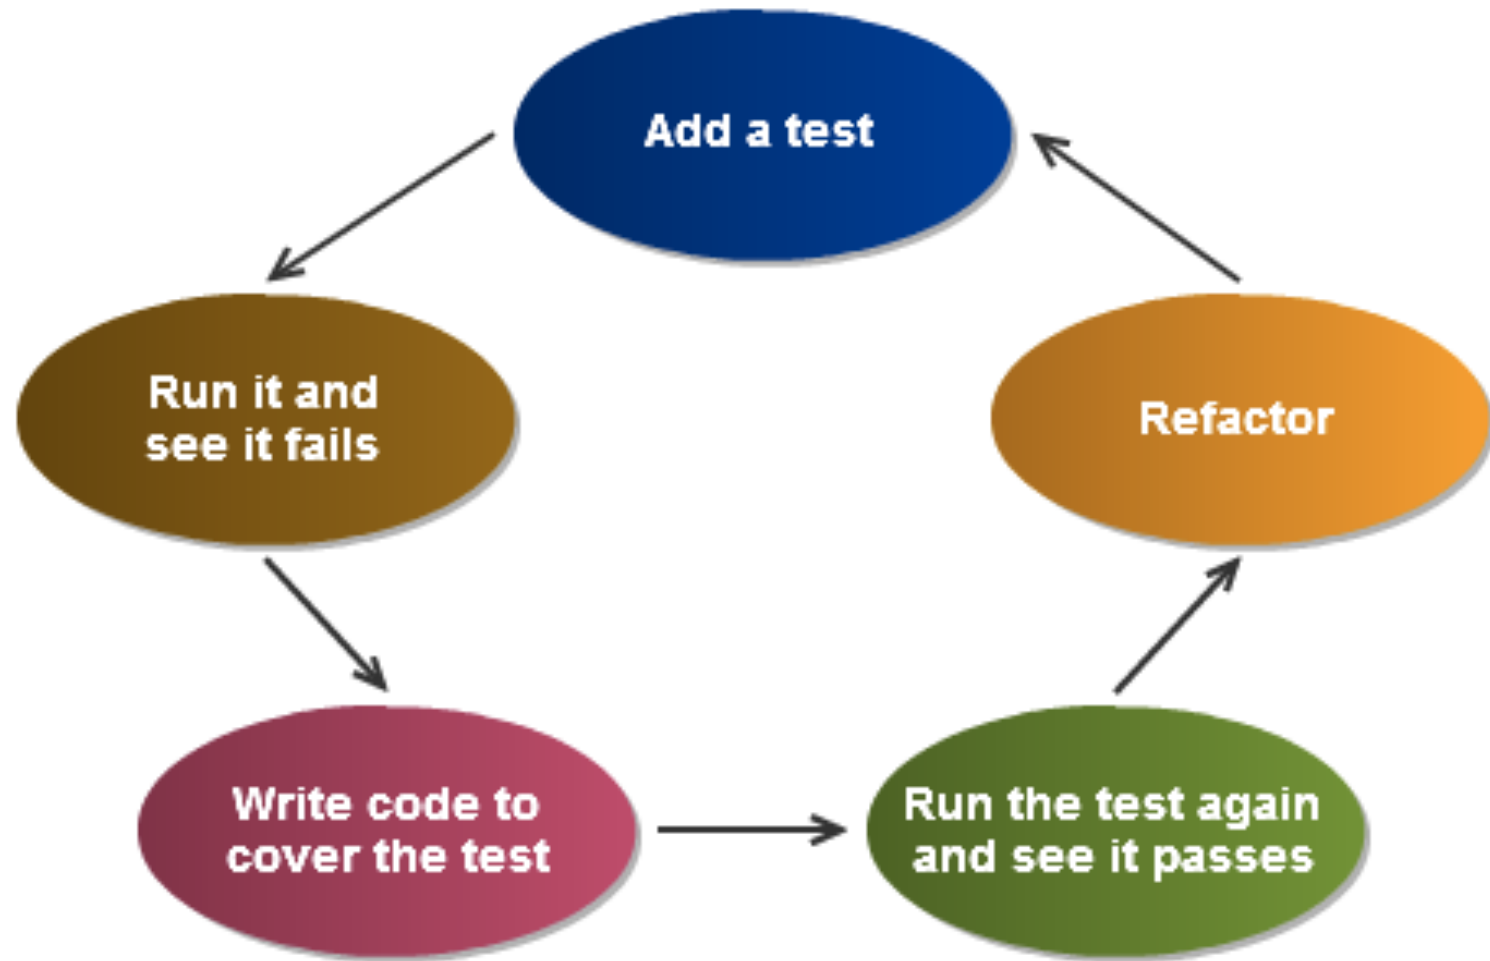 Add a test
Run it and
see it fails
Refactor
Write code to
cover the test
Run the test again
and see it passes